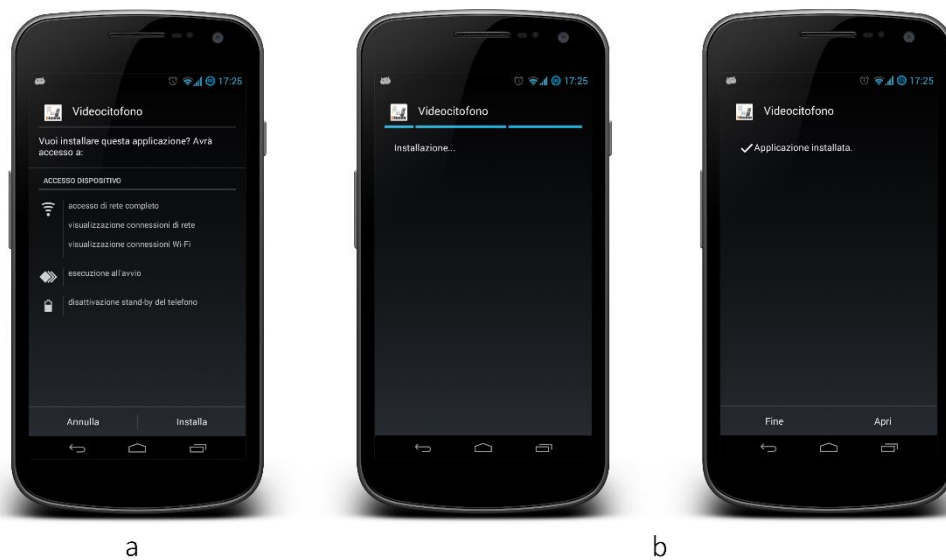 17:25
Videocitofono
Vuoi installare questa applicazione? Avrà
accesso a:
ACCESSO DISPOSITIVO
accesso di rete completo
visualizzazione connessioni di rete
visualizzazione connessioni Wi-Fi
esecuzione all'avvio
disattivazione stand-by del telefono
Annulla Installa
17:25
Videocitofono
Installazione...
17:25
Videocitofono
Applicazione installata.
Fine Apri
a
b